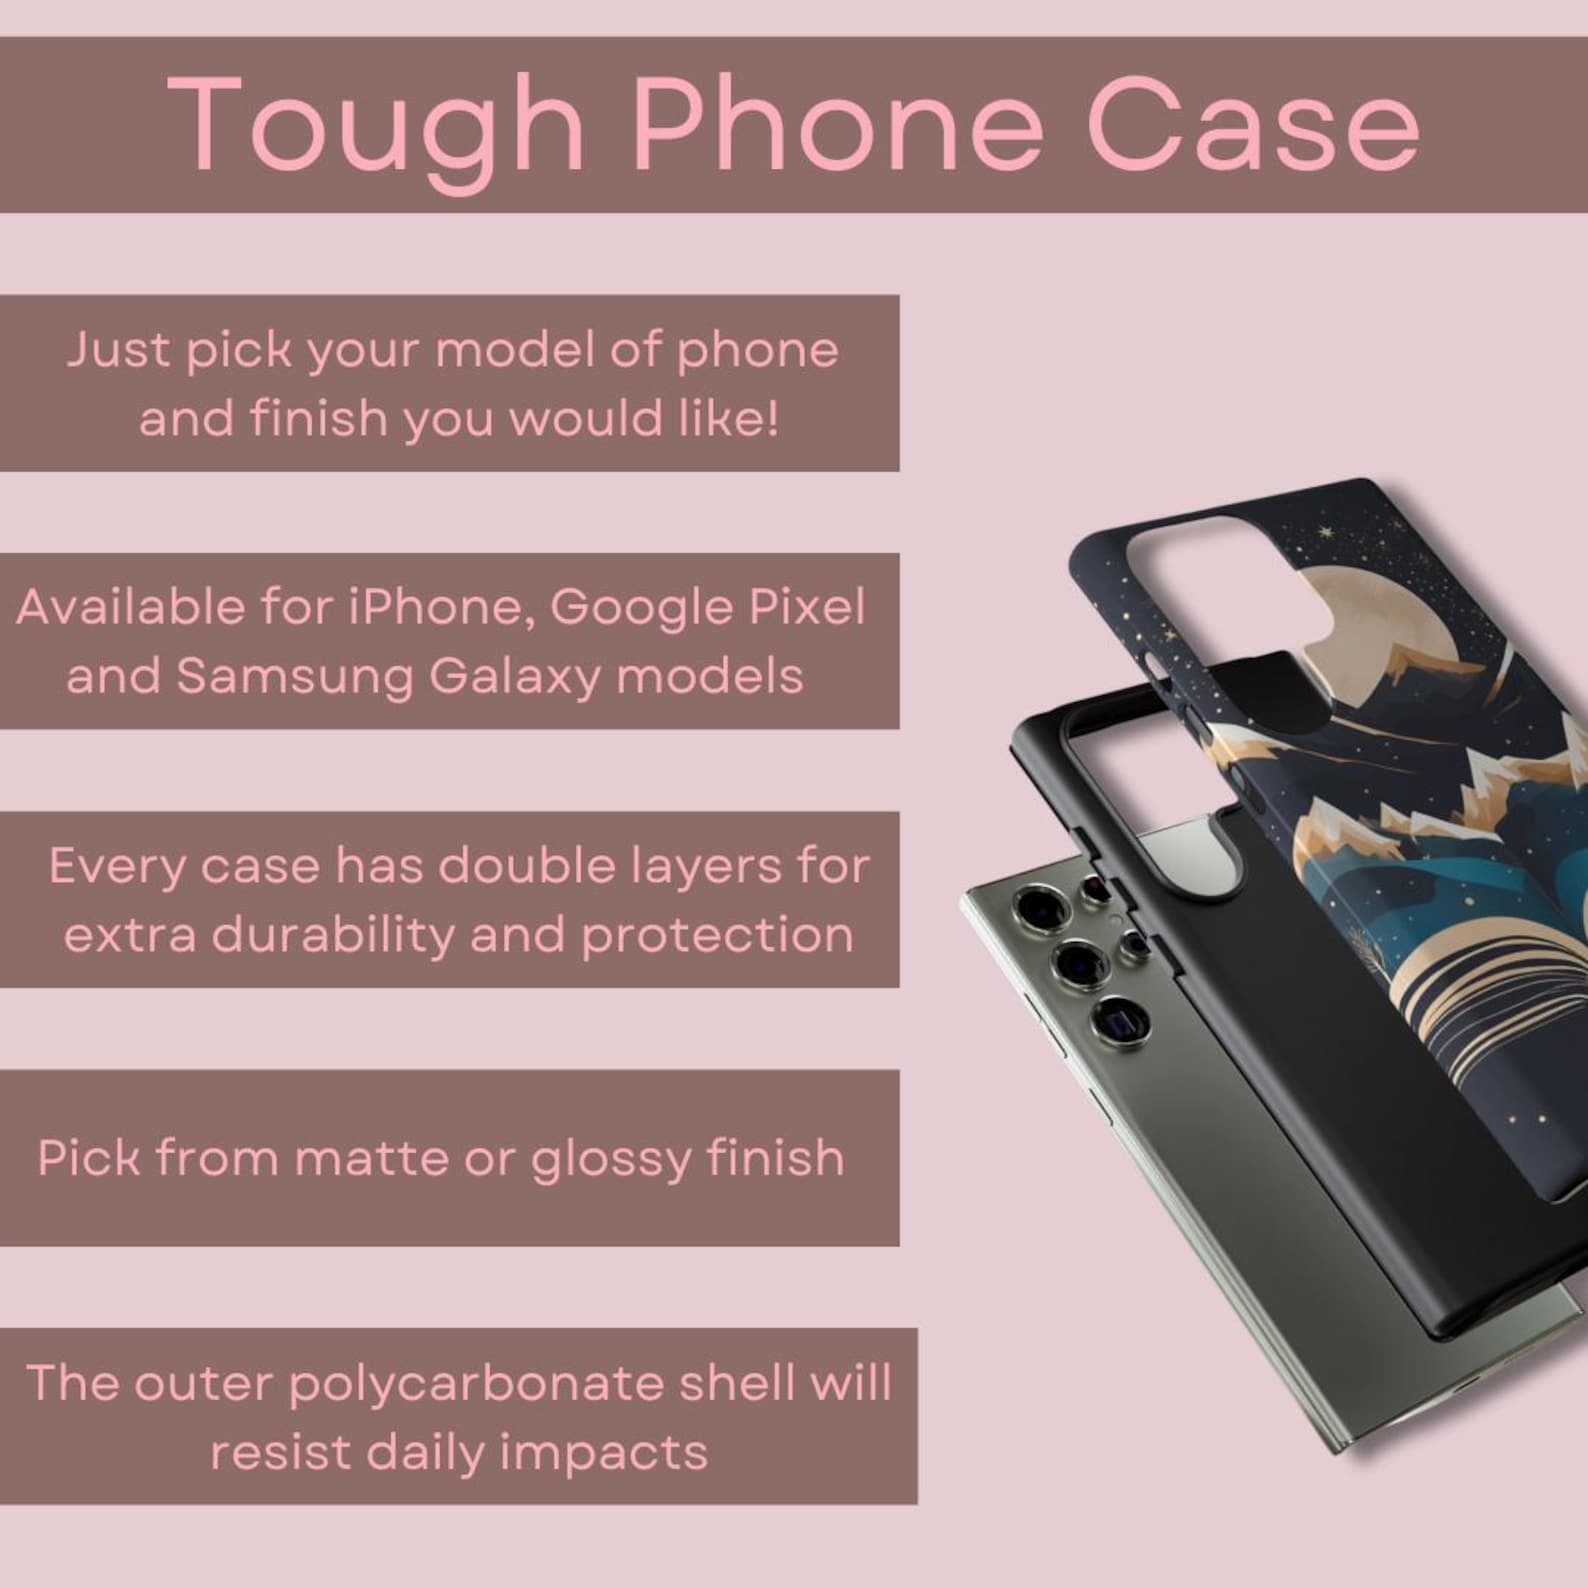 Tough Phone Case
Just pick your model of phone
and finish you would like!
Available for iPhone, Google Pixel
and Samsung Galaxy models
Every case has double layers for
extra durability and protection
Pick from matte or glossy finish
The outer polycarbonate shell will
resist daily impacts